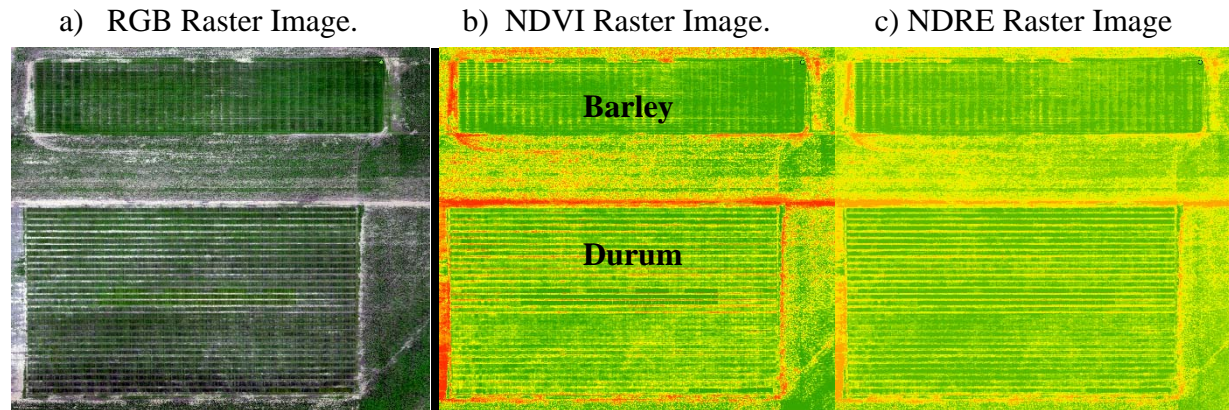 a) RGB Raster Image.
b) NDVI Raster Image.
c) NDRE Raster Image
Barley
Durum